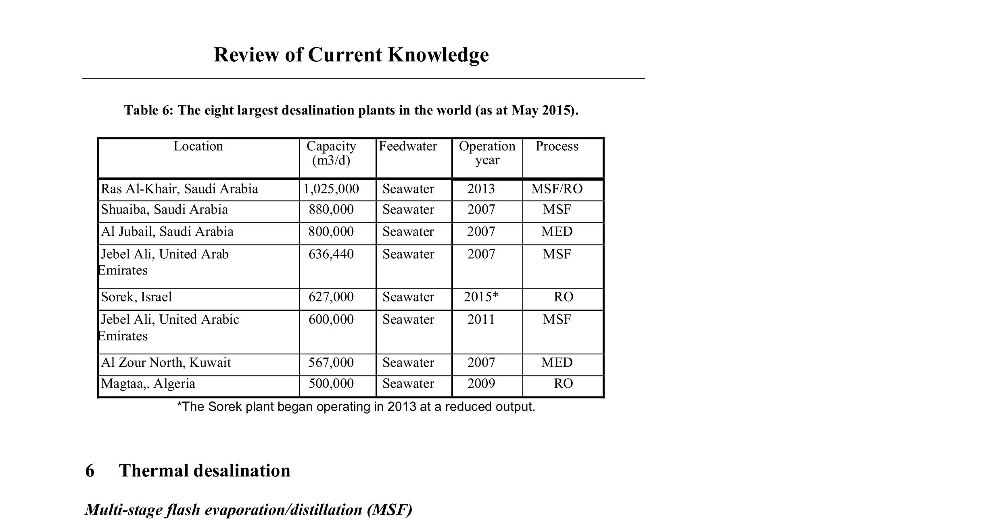 Review of Current Knowledge
Table 6: The eight largest desalination plants in the world (as at May 2015).
Location Capacity Feedwater Operation Process
(m3/d) year
Ras Al-Khair, Saudi Arabia 1,025,000 Seawater 2013 MSF/RO
Shuaiba, Saudi Arabia 880,000 Seawater 2007 MSF
Al Jubail, Saudi Arabia 800,000 Seawater 2007 MED
Jebel Ali, United Arab 636,440 Seawater 2007 MSF
Emirates
Sorek, Israel 627,000 Seawater 2015* RO
Jebel Ali, United Arabic 600,000 Seawater 2011 MSF
Emirates
Al Zour North, Kuwait 567,000 Seawater 2007 MED
Magtaa,. Algeria 500,000 Seawater 2009 RO
*The Sorek plant began operating in 2013 at a reduced output.
6 Thermal desalination
Multi-stage flash evaporation/distillation (MSF)